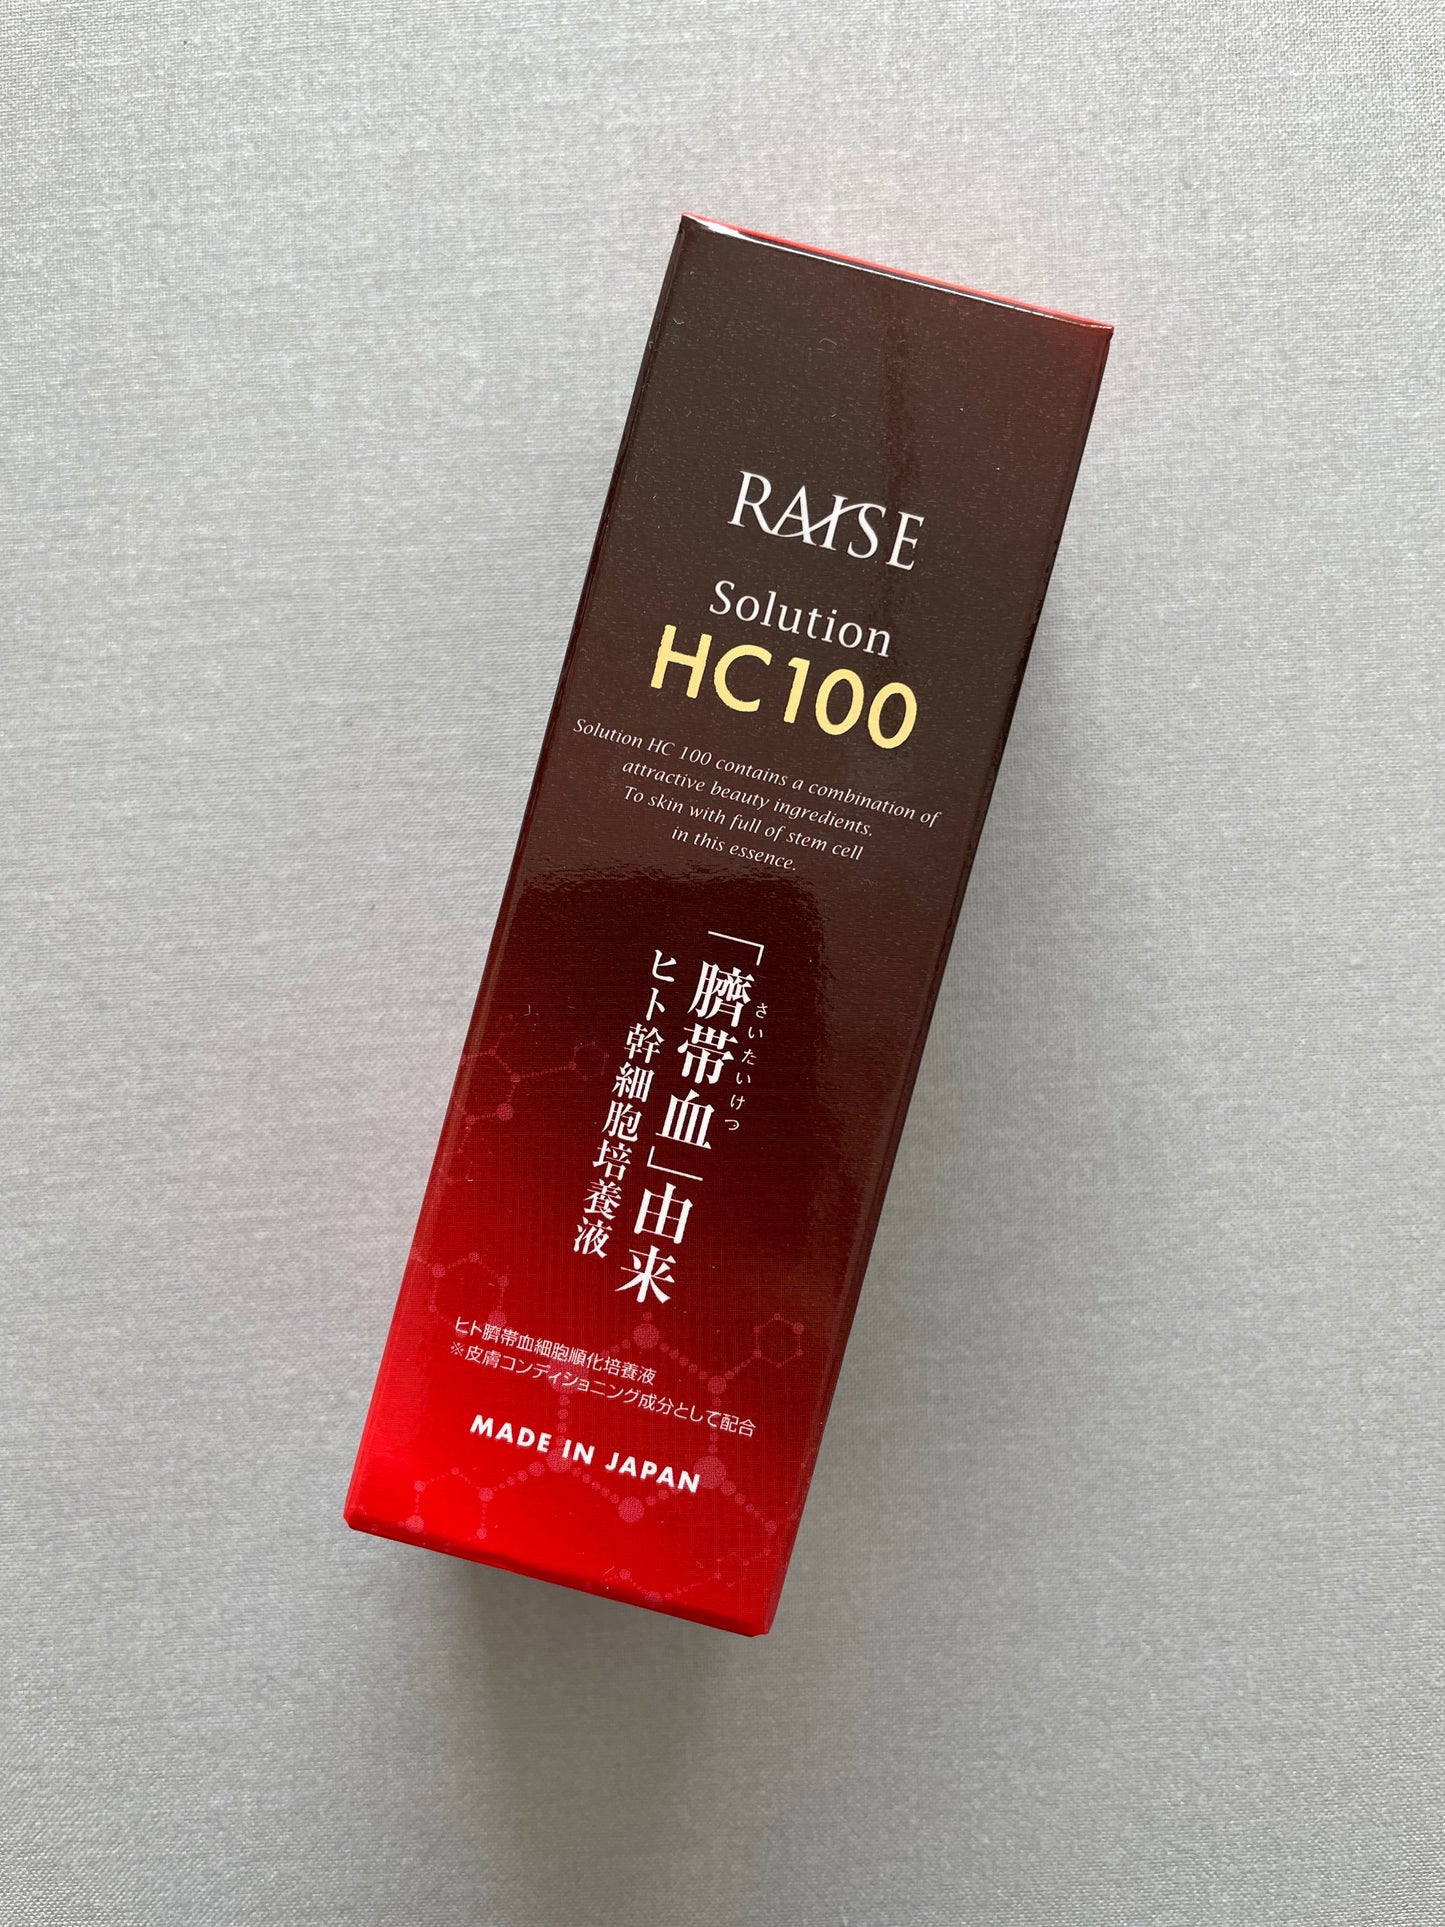 RAISE
Solution
HC100
Solution HC 100 contains a combination of
attractive beauty ingredients.
To skin with full of stem cell
in this essence.
さいたいけつ
「臍帯血」由来
ヒト幹細胞培養液
ヒト臍帯血細胞順化培養液
※皮膚コンディショニング成分として配合
MADE IN JAPAN